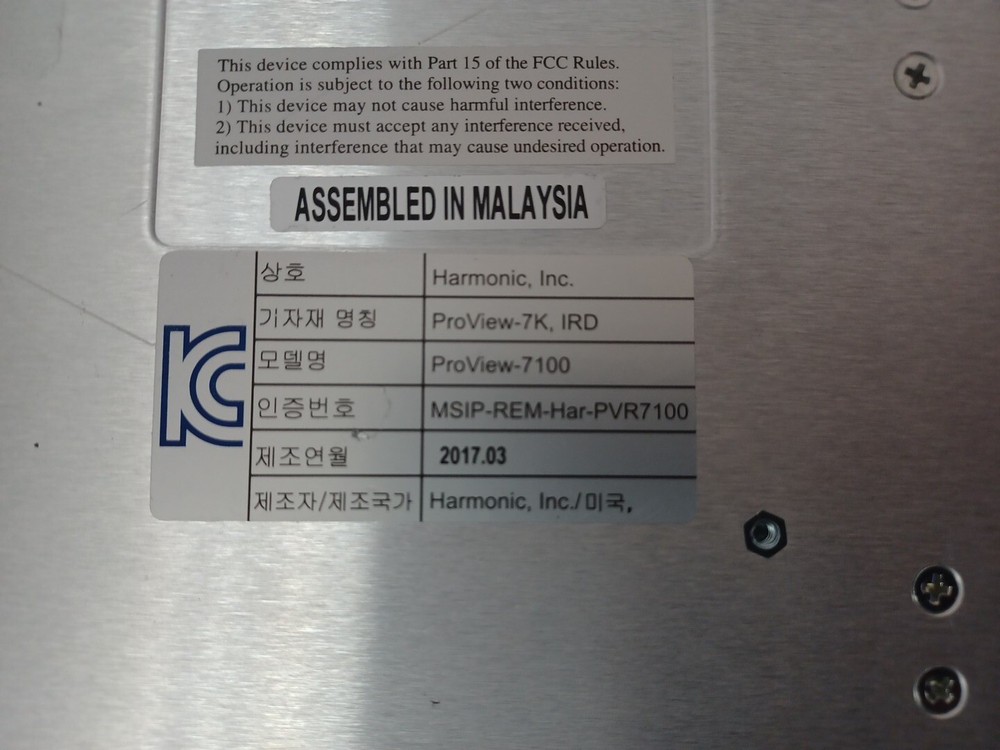 This device complies with Part 15 of the FCC Rules.
Operation is subject to the following two conditions:
1) This device may not cause harmful interference.
2) This device must accept any interference received,
including interference that may cause undesired operation.
ASSEMBLED IN MALAYSIA
KC
상호 Harmonic, Inc.
기자재 명칭 ProView-7K, IRD
모델명 ProView-7100
인증번호 MSIP-REM-Har-PVR7100
제조연월 2017.03
제조자/제조국가 Harmonic, Inc./미국,